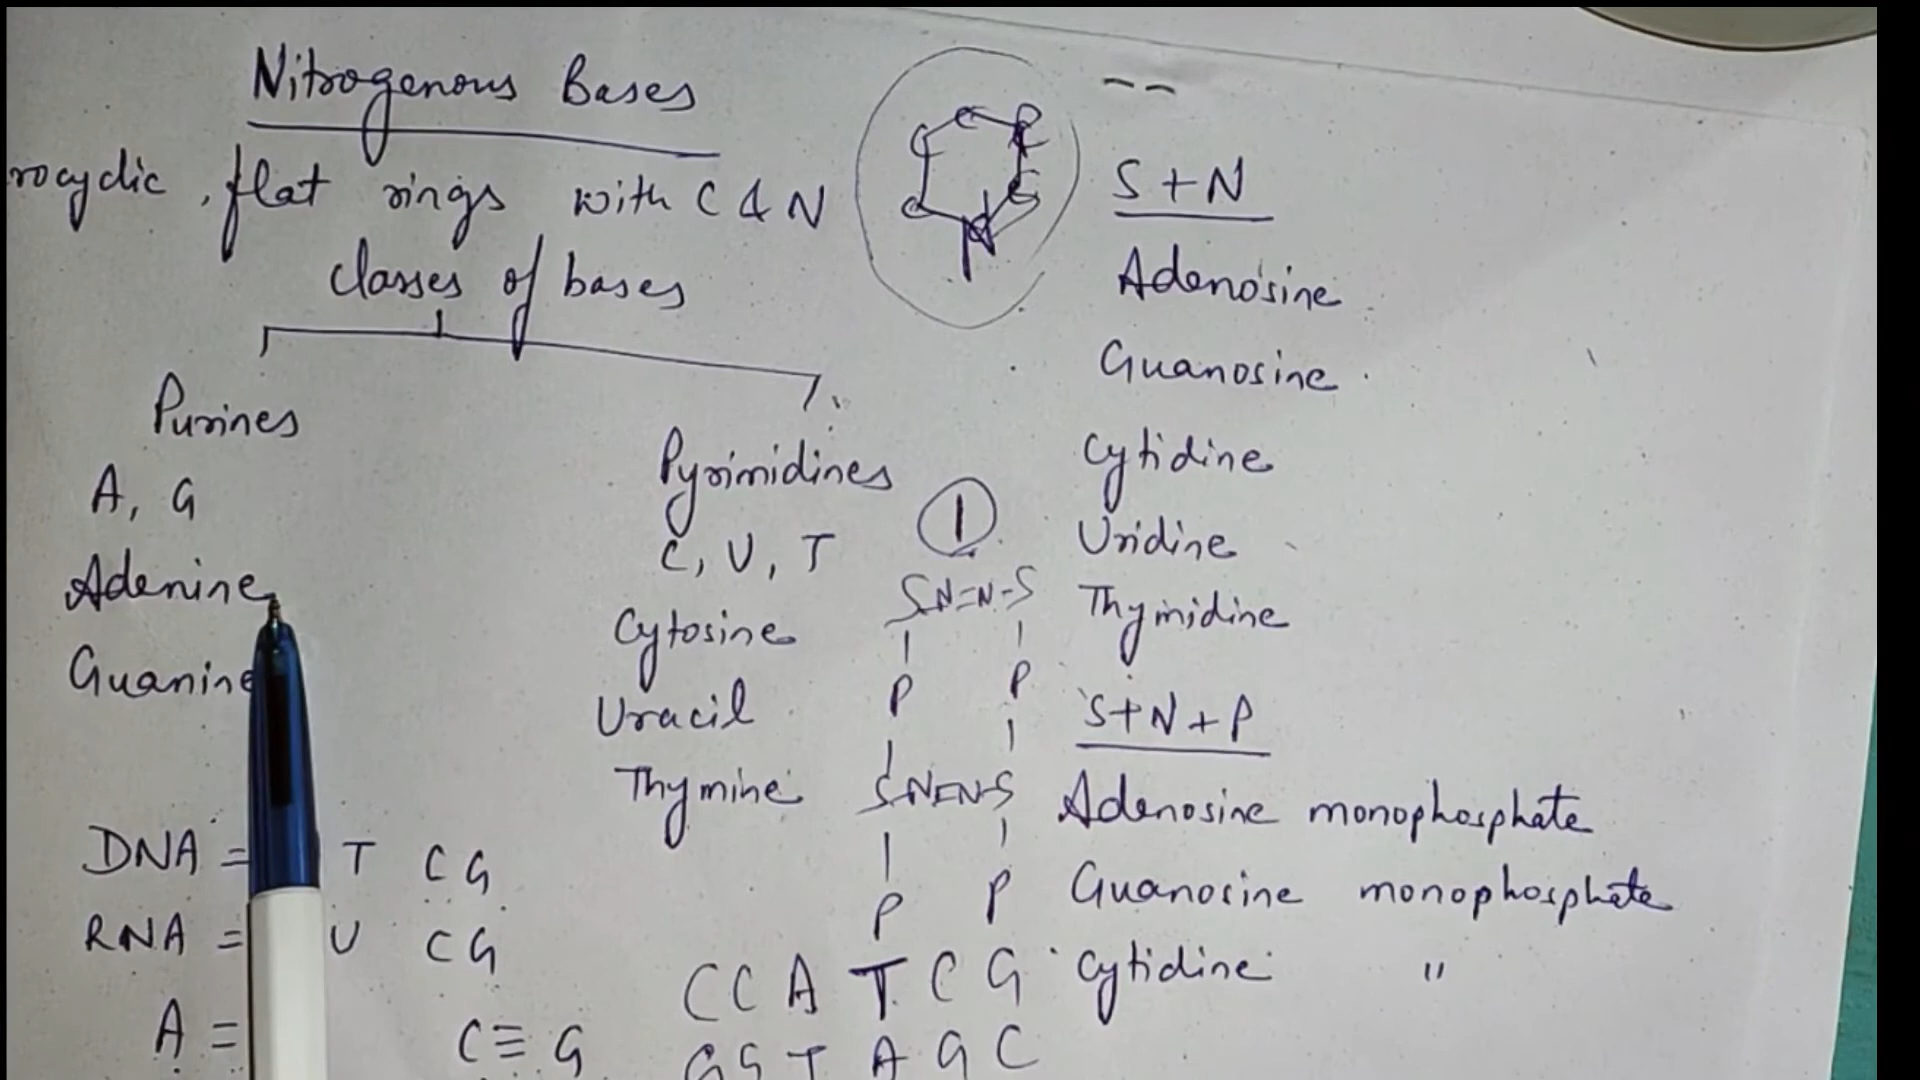 Nitrogenous Bases
rocyclic, flat rings with C & N
classes of bases
Purines
A, G
Adenine
Guanine
Pyrimidines
C, U, T
Cytosine
Uracil
Thymine
DNA = T C G
RNA = U C G
A =
C ≡ G
1
S N=N-S
P P
S N≡N-S
P P
C C A T C G
G G T A G C
S+N
Adenosine
Guanosine
Cytidine
Uridine
Thymidine
S+N+P
Adenosine monophosphate
Guanosine monophosphate
Cytidine "